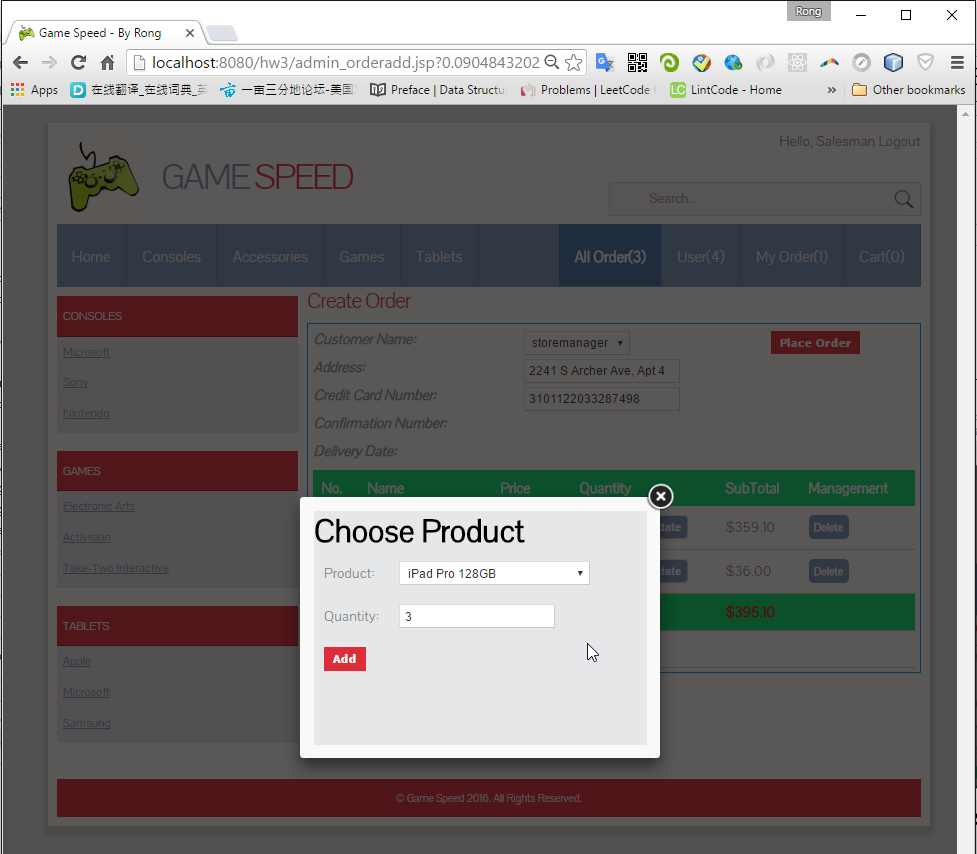 Rong
Game Speed - By Rong
localhost:8080/hw3/admin_orderadd.jsp?0.0904843202
Apps 在线翻译_在线词典_ 一亩三分地论坛-美国 Preface | Data Structu Problems | LeetCode LintCode - Home » Other bookmarks
Hello, Salesman Logout
GAME SPEED
Search...
Home Consoles Accessories Games Tablets All Order(3) User(4) My Order(1) Cart(0)
CONSOLES
Microsoft
Sony
Nintendo
GAMES
Electronic Arts
Activision
Take-Two Interactive
TABLETS
Apple
Microsoft
Samsung
Create Order
Customer Name: storemanager Place Order
Address: 2241 S Archer Ave, Apt 4
Credit Card Number: 3101122033287498
Confirmation Number:
Delivery Date:
No. Name Price Quantity SubTotal Management
date $359.10 Delete
date $36.00 Delete
$395.10
Choose Product
Product: iPad Pro 128GB
Quantity: 3
Add
© Game Speed 2016. All Rights Reserved.